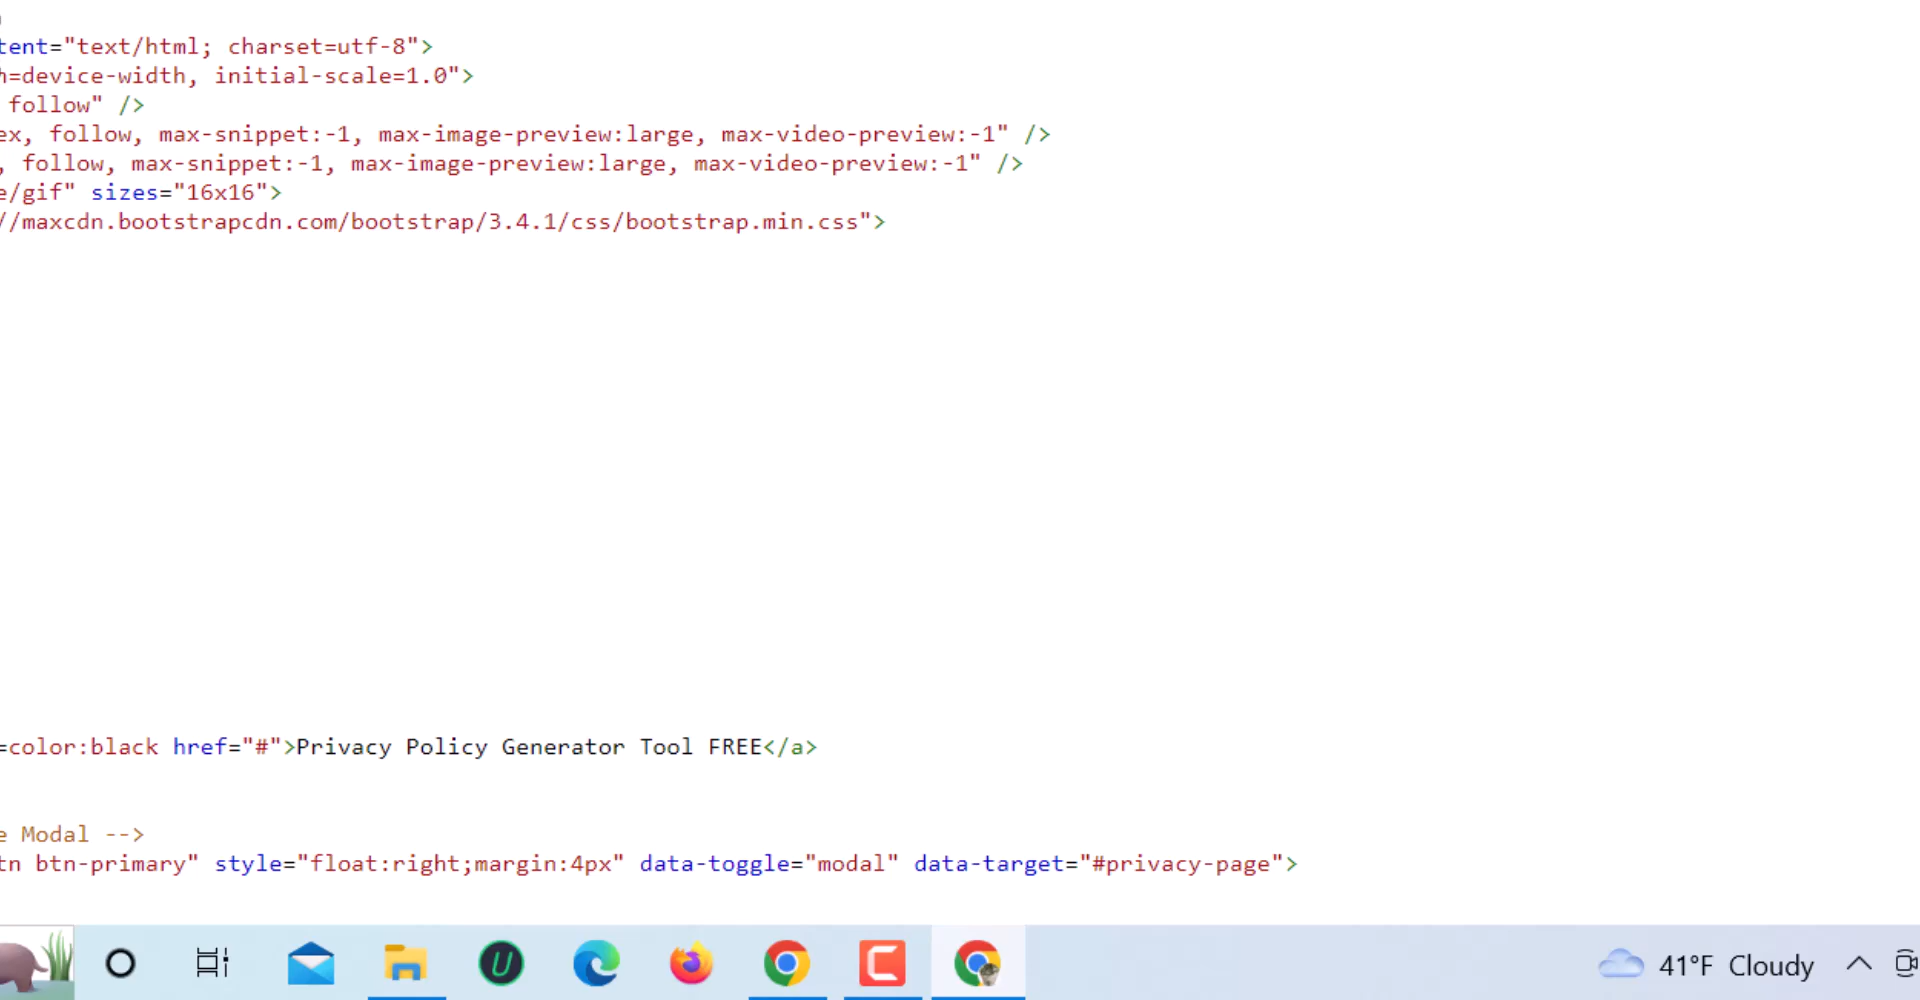 tent="text/html; charset=utf-8">
h=device-width, initial-scale=1.0">
follow" />
ex, follow, max-snippet:-1, max-image-preview:large, max-video-preview:-1" />
, follow, max-snippet:-1, max-image-preview:large, max-video-preview:-1" />
e/gif" sizes="16x16">
//maxcdn.bootstrapcdn.com/bootstrap/3.4.1/css/bootstrap.min.css">
=color:black href="#">Privacy Policy Generator Tool FREE</a>
e Modal -->
tn btn-primary" style="float:right;margin:4px" data-toggle="modal" data-target="#privacy-page">
U
41°F Cloudy